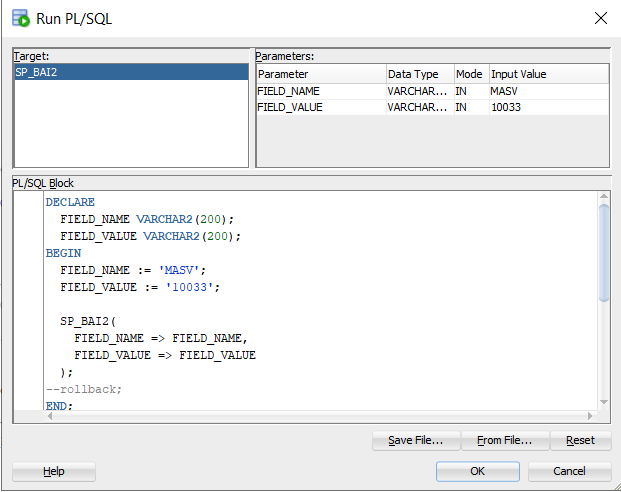 Run PL/SQL
Target:
SP_BAI2
Parameters:
Parameter Data Type Mode Input Value
FIELD_NAME VARCHAR... IN MASV
FIELD_VALUE VARCHAR... IN 10033
PL/SQL Block
DECLARE
  FIELD_NAME VARCHAR2(200);
  FIELD_VALUE VARCHAR2(200);
BEGIN
  FIELD_NAME := 'MASV';
  FIELD_VALUE := '10033';

  SP_BAI2(
    FIELD_NAME => FIELD_NAME,
    FIELD_VALUE => FIELD_VALUE
  );
--rollback;
END;
Save File... From File... Reset
Help OK Cancel